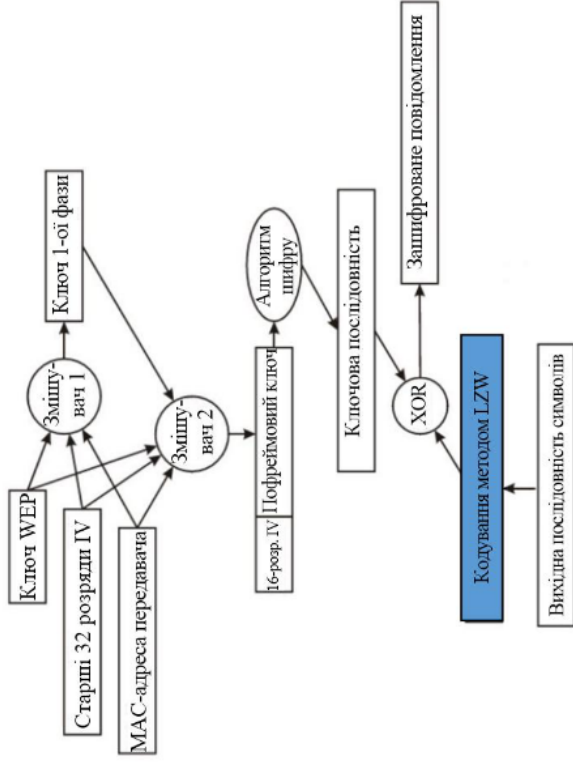 Ключ WEP
Старші 32 розряди IV
МАС-адреса передавача
Змішу-
вач 1
Ключ 1-ої фази
Змішу-
вач 2
16-розр. IV
Пофреймовий ключ
Алгоритм
шифру
Ключова послідовність
XOR
Зашифроване повідомлення
Кодування методом LZW
Вихідна послідовність символів